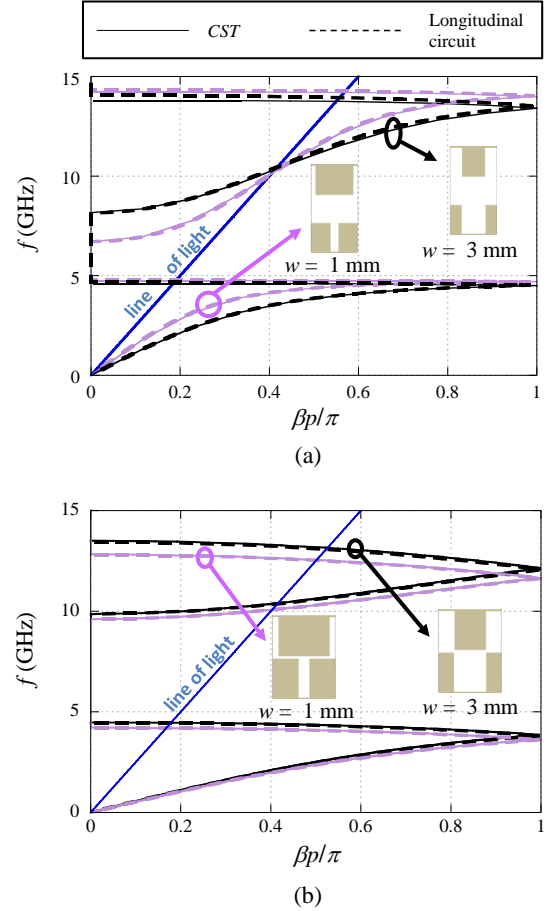 CST
Longitudinal circuit
15
10
5
0
f (GHz)
line of light
w = 1 mm
w = 3 mm
0
0.2
0.4
0.6
0.8
1
βp/π
(a)
15
10
5
0
f (GHz)
line of light
w = 1 mm
w = 3 mm
0
0.2
0.4
0.6
0.8
1
βp/π
(b)